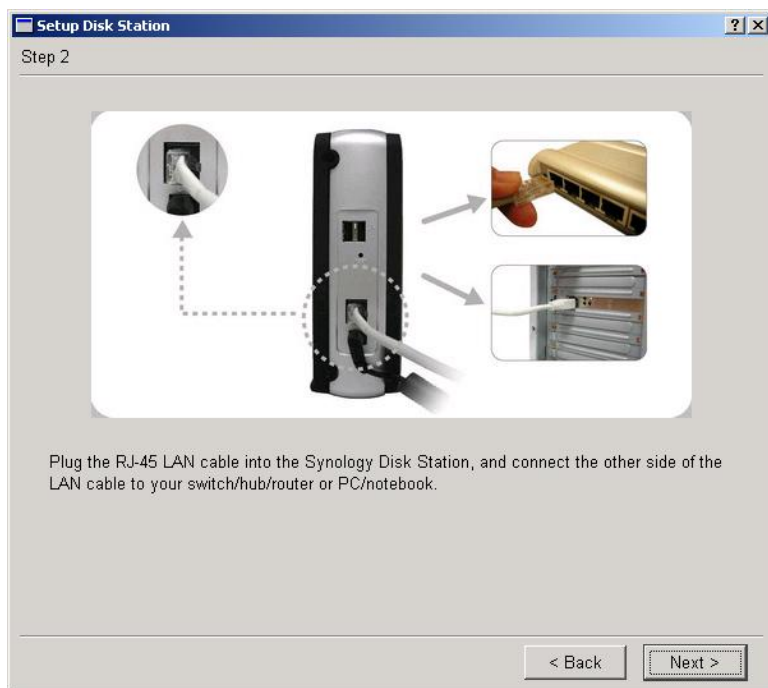 Setup Disk Station
Step 2
Plug the RJ-45 LAN cable into the Synology Disk Station, and connect the other side of the
LAN cable to your switch/hub/router or PC/notebook.
< Back
Next >